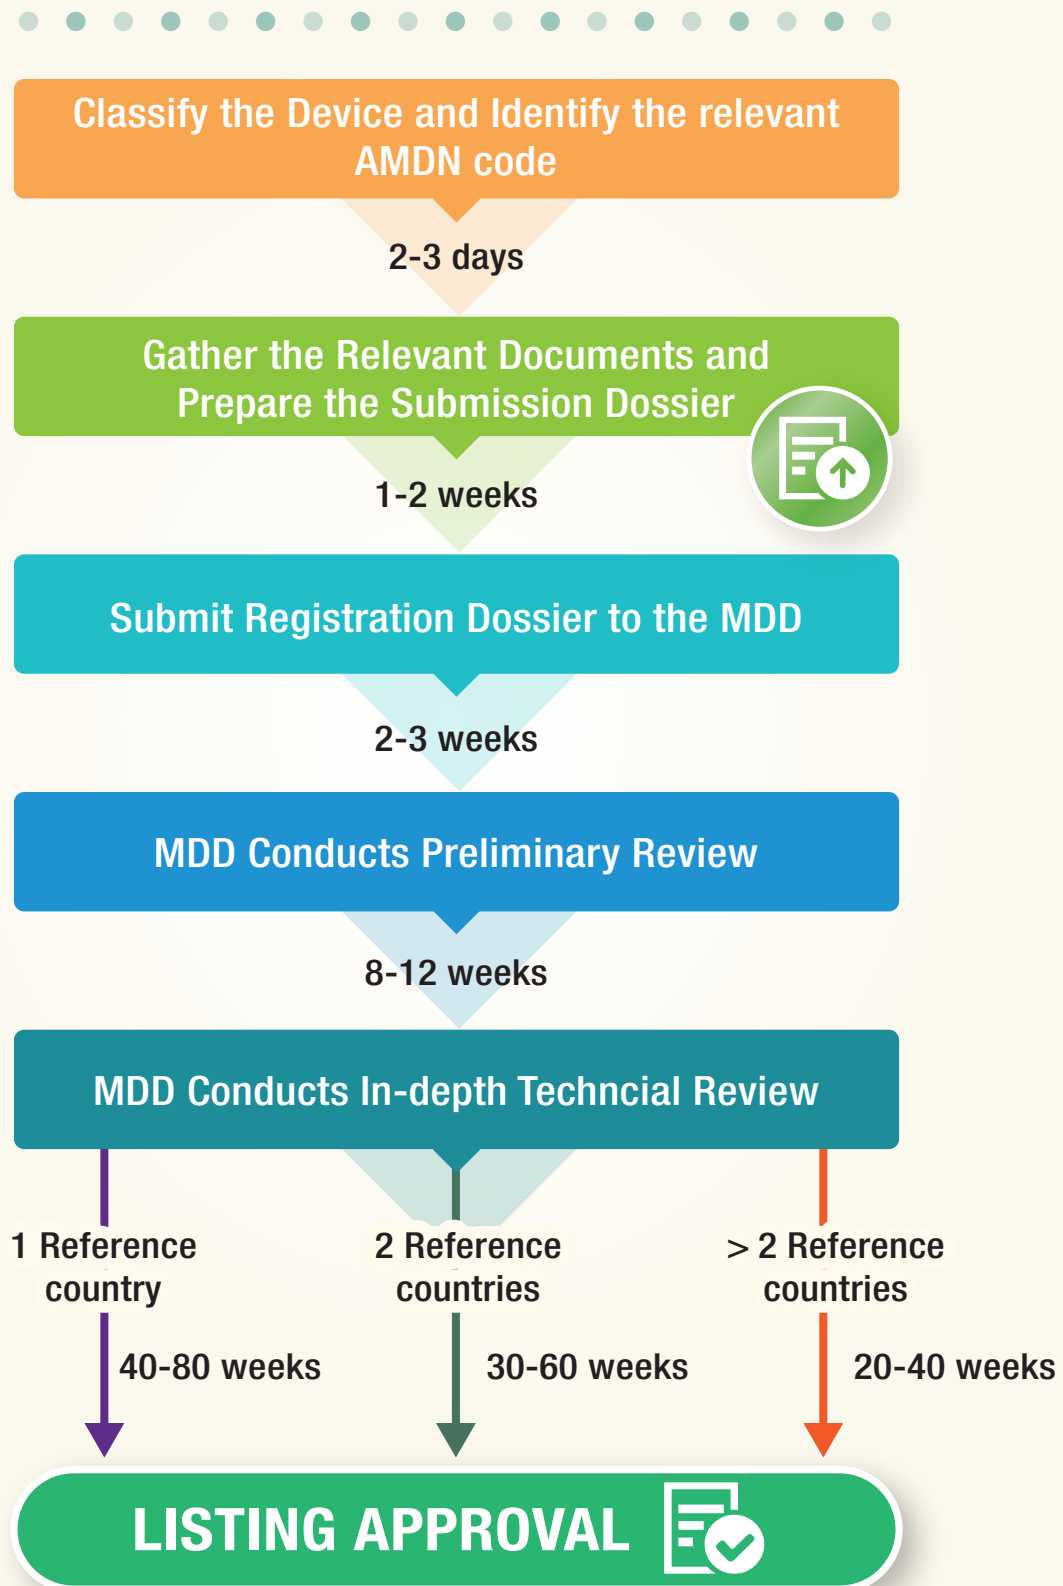 Classify the Device and Identify the relevant
AMDN code
2-3 days
Gather the Relevant Documents and
Prepare the Submission Dossier
1-2 weeks
Submit Registration Dossier to the MDD
2-3 weeks
MDD Conducts Preliminary Review
8-12 weeks
MDD Conducts In-depth Techncial Review
1 Reference
country
40-80 weeks
2 Reference
countries
30-60 weeks
> 2 Reference
countries
20-40 weeks
LISTING APPROVAL